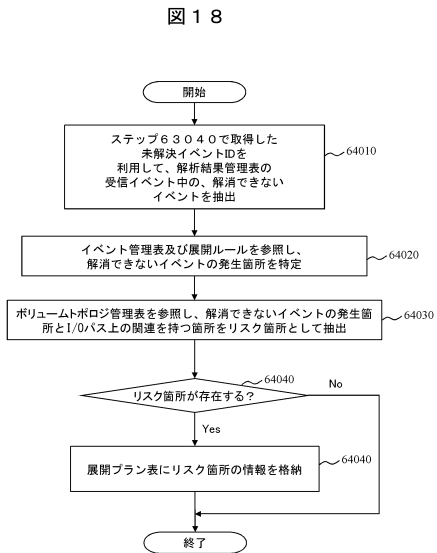 図１８
開始
ステップ６３０４０で取得した
未解決イベントIDを
利用して、解析結果管理表の
受信イベント中の、解消できない
イベントを抽出
64010
イベント管理表及び展開ルールを参照し、
解消できないイベントの発生箇所を特定
64020
ボリュームトポロジ管理表を参照し、解消できないイベントの発生箇
所とI/Oパス上の関連を持つ箇所をリスク箇所として抽出
64030
リスク箇所が存在する？
64040
No
Yes
展開プラン表にリスク箇所の情報を格納
64040
終了